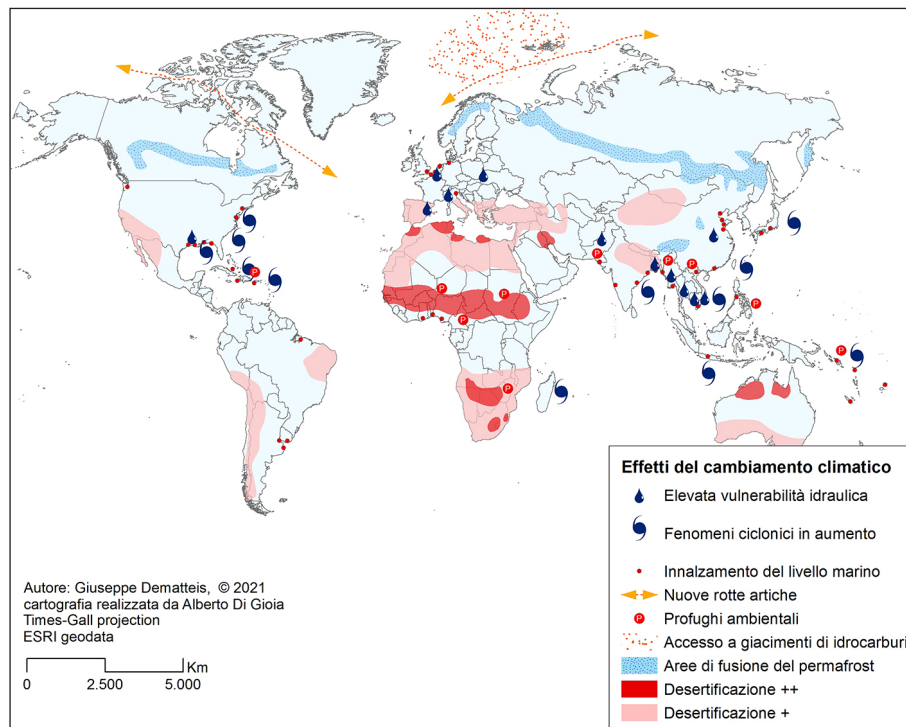 P
P
P
P
P
P
P
P
P
Effetti del cambiamento climatico
Elevata vulnerabilità idraulica
Fenomeni ciclonici in aumento
Innalzamento del livello marino
Nuove rotte artiche
P Profughi ambientali
Accesso a giacimenti di idrocarburi
Aree di fusione del permafrost
Desertificazione ++
Desertificazione +
Autore: Giuseppe Dematteis, © 2021
cartografia realizzata da Alberto Di Gioia
Times-Gall projection
ESRI geodata
Km
0 2.500 5.000